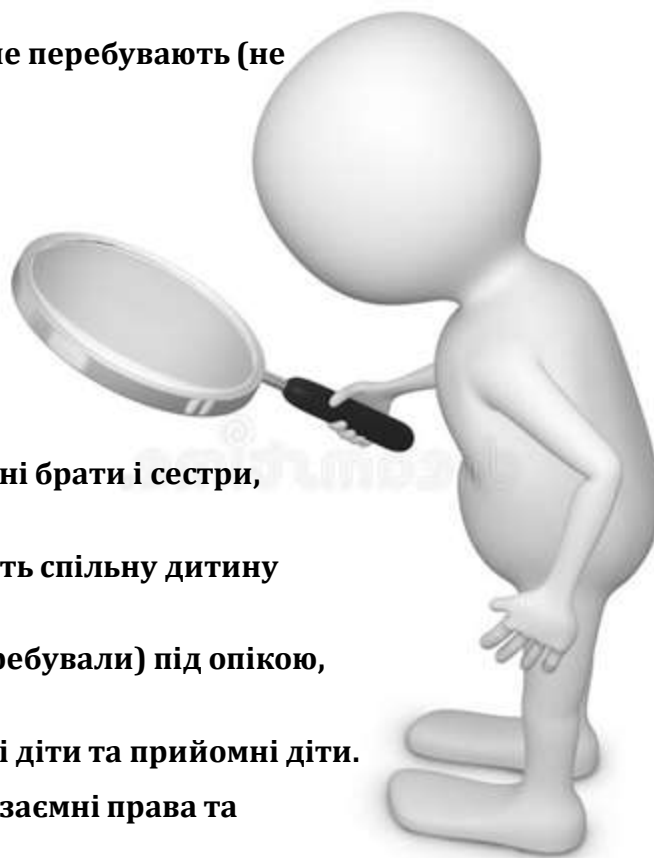 не перебувають (не
ні брати і сестри,
ть спільну дитину
ребували) під опікою,
і діти та прийомні діти.
заємні права та